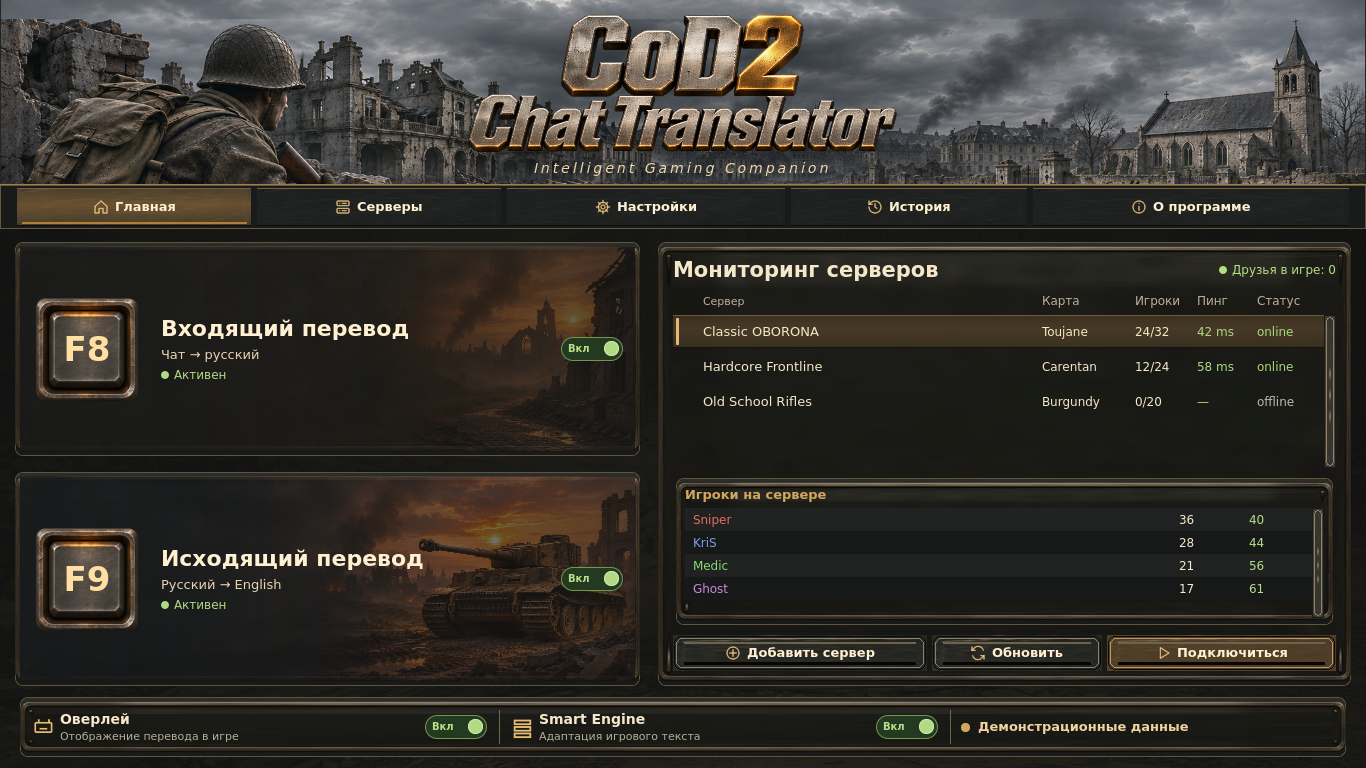 CoD2
Chat Translator
Intelligent Gaming Companion
Главная
Серверы
Настройки
История
О программе
F8
Входящий перевод
Чат → русский
Активен
Вкл
F9
Исходящий перевод
Русский → English
Активен
Вкл
Мониторинг серверов
Друзья в игре: 0
Сервер Карта Игроки Пинг Статус
Classic OBORONA Toujane 24/32 42 ms online
Hardcore Frontline Carentan 12/24 58 ms online
Old School Rifles Burgundy 0/20 — offline
Игроки на сервере
Sniper 36 40
KriS 28 44
Medic 21 56
Ghost 17 61
Добавить сервер
Обновить
Подключиться
Оверлей
Отображение перевода в игре
Вкл
Smart Engine
Адаптация игрового текста
Вкл
Демонстрационные данные